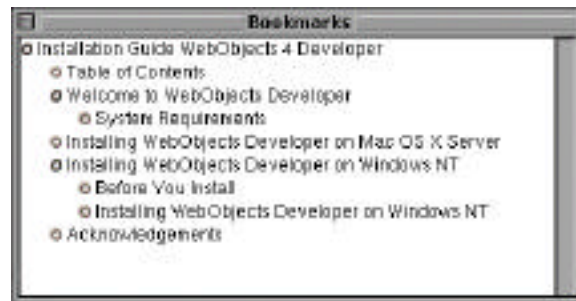 Bookmarks
Installation Guide WebObjects 4 Developer
Table of Contents
Welcome to WebObjects Developer
System Requirements
Installing WebObjects Developer on Mac OS X Server
Installing WebObjects Developer on Windows NT
Before You Install
Installing WebObjects Developer on Windows NT
Acknowledgements